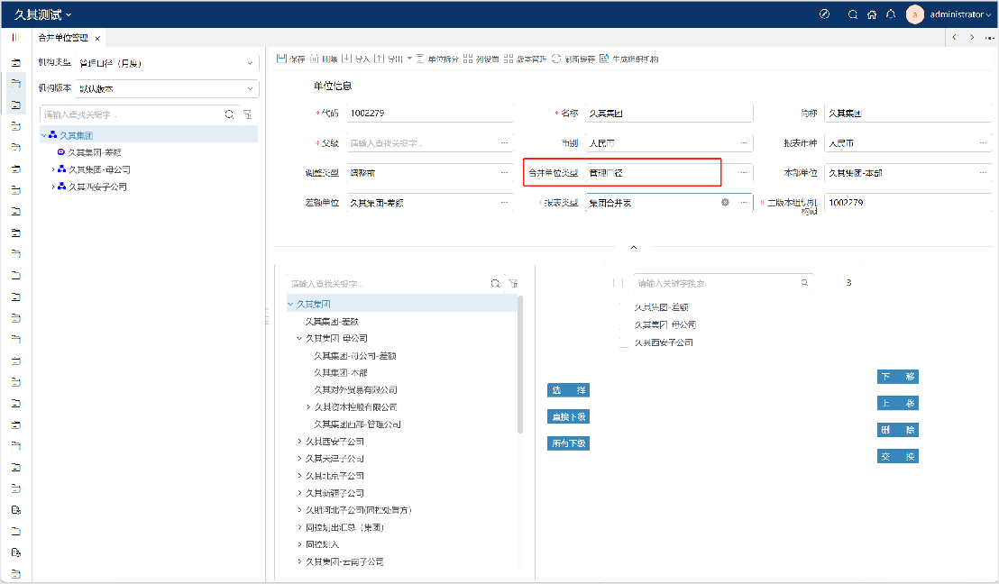 久其测试
a administrator
合并单位管理
机构类型 管理口径（月度）
机构版本 默认版本
请输入查找关键字...
久其集团
久其集团-差额
久其集团-母公司
久其西安子公司
保存 删除 导入 导出 单位拆分 列设置 版本管理 刷新缓存 生成组织机构
单位信息
* 代码 1002279 * 名称 久其集团 简称 久其集团
* 父级 请输入查找关键字... 币别 人民币 报表币种 人民币
调整类型 调整前 合并单位类型 管理口径 本部单位 久其集团-本部
差额单位 久其集团-差额 * 报表类型 集团合并表 * 主版本组织机构id 1002279
请输入查找关键字...
久其集团
久其集团-差额
久其集团-母公司
久其集团-母公司-差额
久其集团-本部
久其对外贸易有限公司
久其资本控股有限公司
久其集团西部-管理公司
久其西安子公司
久其天津子公司
久其北京子公司
久其新疆子公司
久期河北子公司(同控处置方)
同控划出汇总（集团）
同控划入
久其集团-云南子公司
选 择
直接下级
所有下级
请输入关键字搜索 3
久其集团-差额
久其集团-母公司
久其西安子公司
下 移
上 移
删 除
交 换